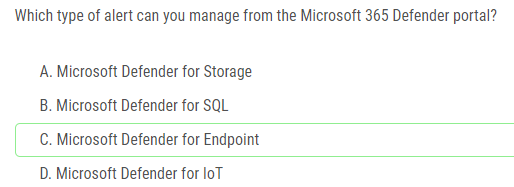 Which type of alert can you manage from the Microsoft 365 Defender portal?
A. Microsoft Defender for Storage
B. Microsoft Defender for SQL
C. Microsoft Defender for Endpoint
D. Microsoft Defender for IoT